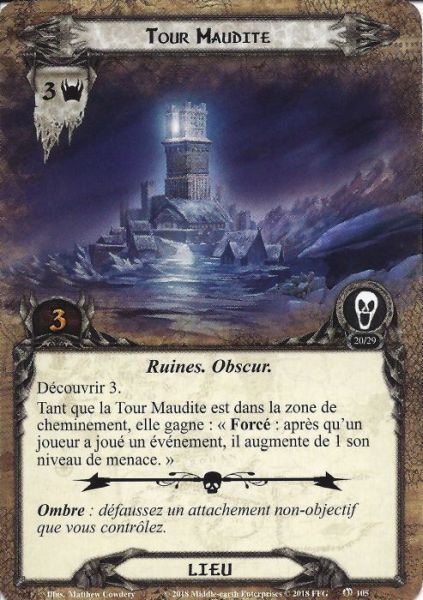 Tour Maudite
3
3
20/29
Ruines. Obscur.
Découvrir 3.
Tant que la Tour Maudite est dans la zone de
cheminement, elle gagne : « Forcé : après qu'un
joueur a joué un événement, il augmente de 1 son
niveau de menace. »
Ombre : défaussez un attachement non-objectif
que vous contrôlez.
LIEU
Illus. Matthew Cowdery © 2018 Middle-earth Enterprises © 2018 FFG 105